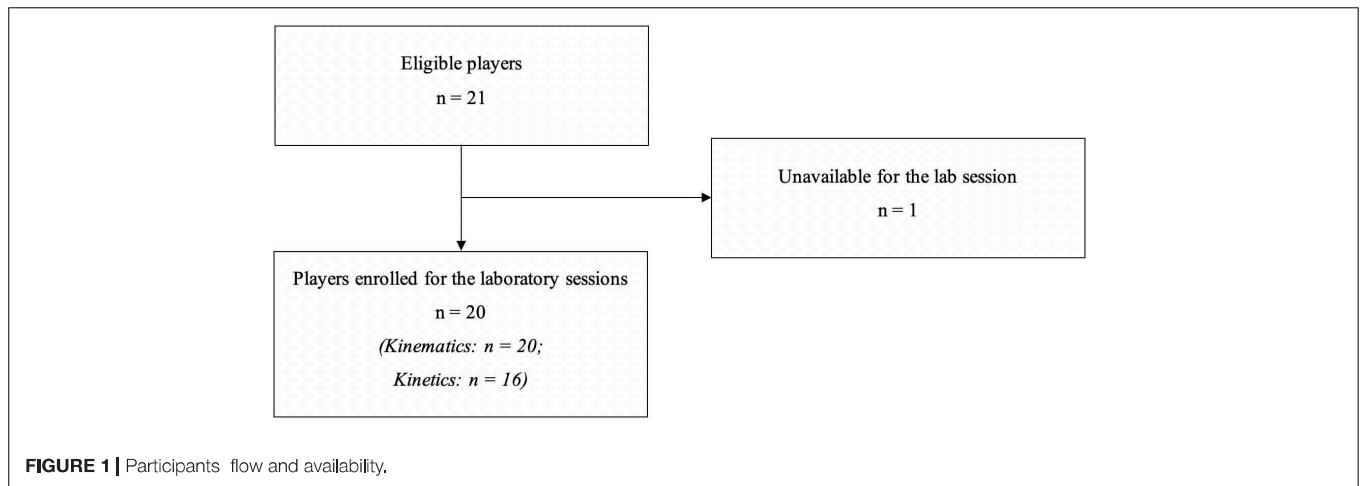 Eligible players
n = 21
Unavailable for the lab session
n = 1
Players enrolled for the laboratory sessions
n = 20
(Kinematics: n = 20;
Kinetics: n = 16)
FIGURE 1 | Participants flow and availability.